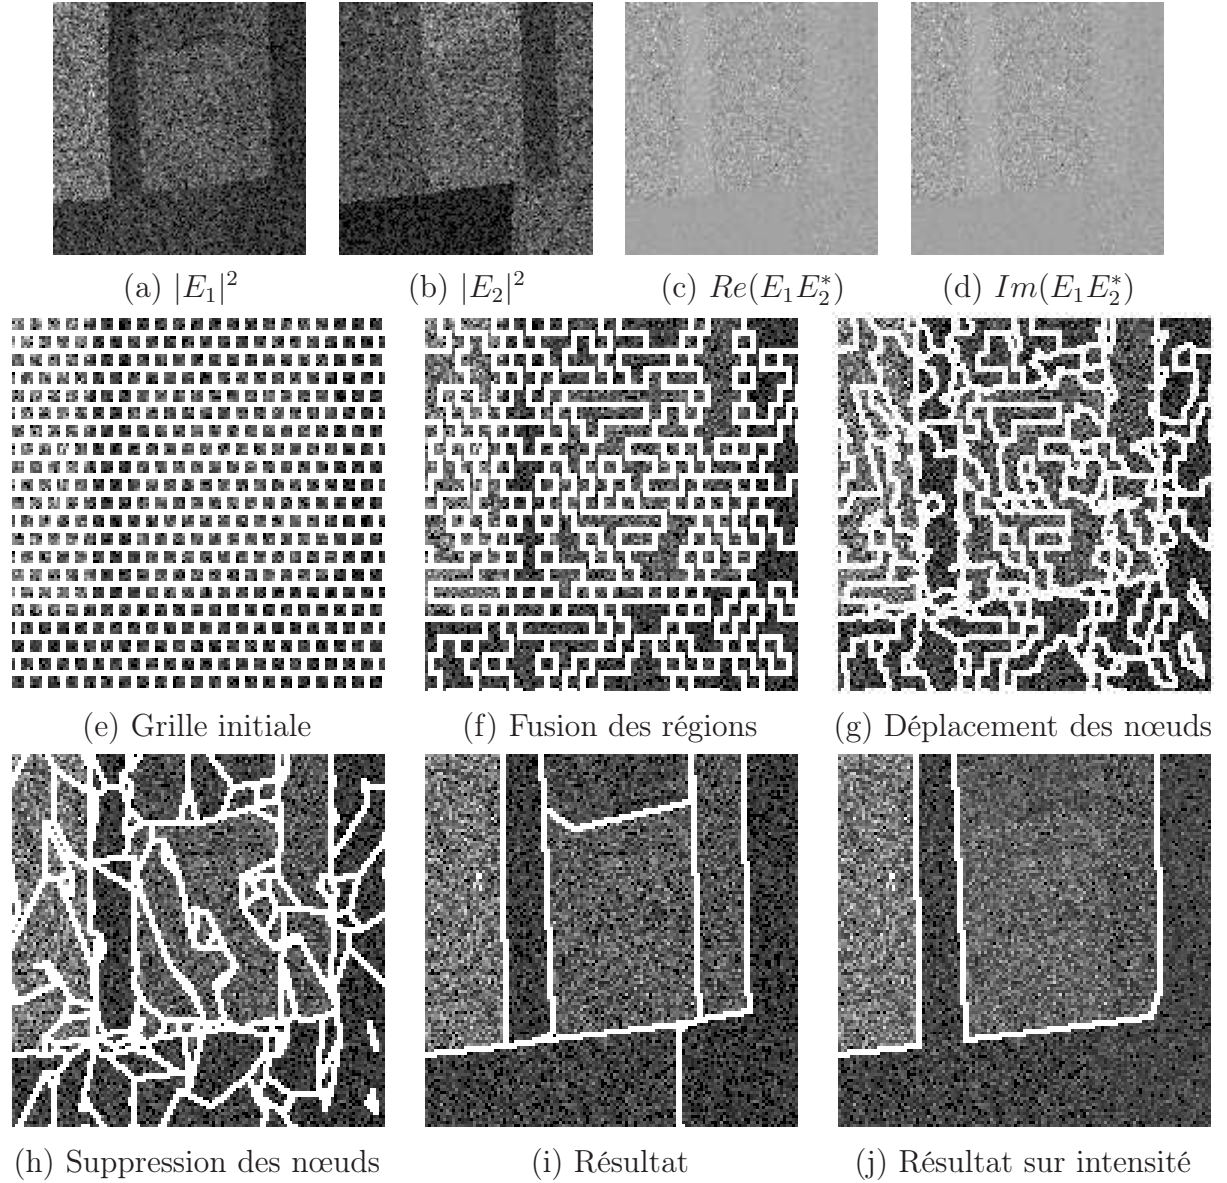 (a) |E₁|²
(b) |E₂|²
(c) Re(E₁E₂*)
(d) Im(E₁E₂*)
(e) Grille initiale
(f) Fusion des régions
(g) Déplacement des nœuds
(h) Suppression des nœuds
(i) Résultat
(j) Résultat sur intensité